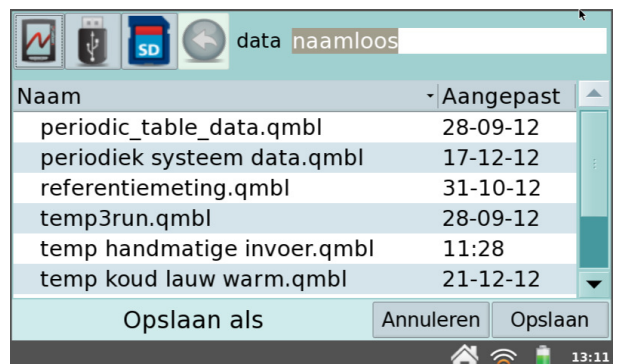 SD data naamloos
Naam Aangepast
periodic_table_data.qmbl 28-09-12
periodiek systeem data.qmbl 17-12-12
referentiemeting.qmbl 31-10-12
temp3run.qmbl 28-09-12
temp handmatige invoer.qmbl 11:28
temp koud lauw warm.qmbl 21-12-12
Opslaan als Annuleren Opslaan
13:11